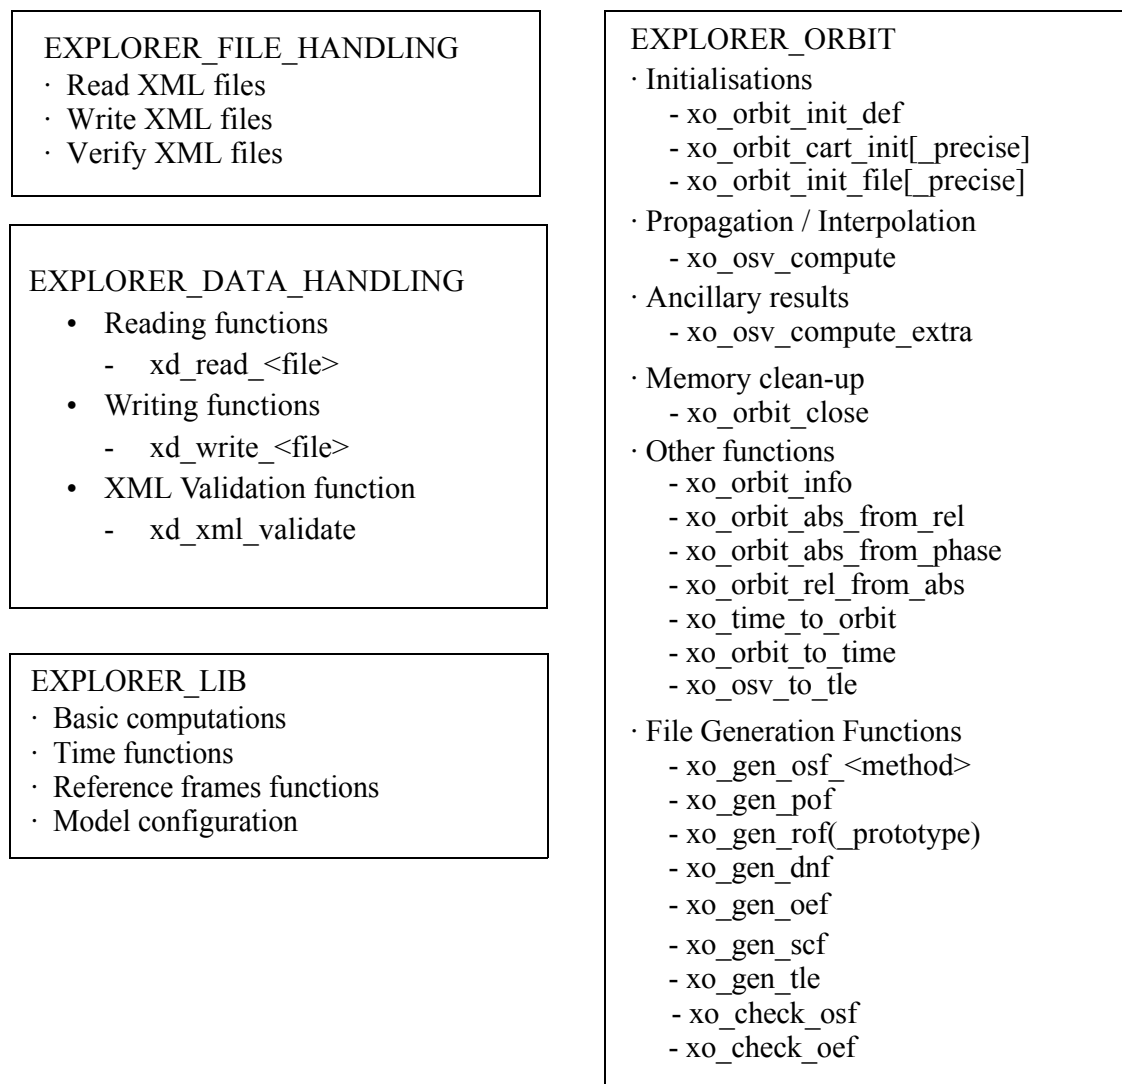 EXPLORER_FILE_HANDLING
· Read XML files
· Write XML files
· Verify XML files
EXPLORER_DATA_HANDLING
• Reading functions
- xd_read_<file>
• Writing functions
- xd_write_<file>
• XML Validation function
- xd_xml_validate
EXPLORER_LIB
· Basic computations
· Time functions
· Reference frames functions
· Model configuration
EXPLORER_ORBIT
· Initialisations
- xo_orbit_init_def
- xo_orbit_cart_init[_precise]
- xo_orbit_init_file[_precise]
· Propagation / Interpolation
- xo_osv_compute
· Ancillary results
- xo_osv_compute_extra
· Memory clean-up
- xo_orbit_close
· Other functions
- xo_orbit_info
- xo_orbit_abs_from_rel
- xo_orbit_abs_from_phase
- xo_orbit_rel_from_abs
- xo_time_to_orbit
- xo_orbit_to_time
- xo_osv_to_tle
· File Generation Functions
- xo_gen_osf_<method>
- xo_gen_pof
- xo_gen_rof(_prototype)
- xo_gen_dnf
- xo_gen_oef
- xo_gen_scf
- xo_gen_tle
- xo_check_osf
- xo_check_oef